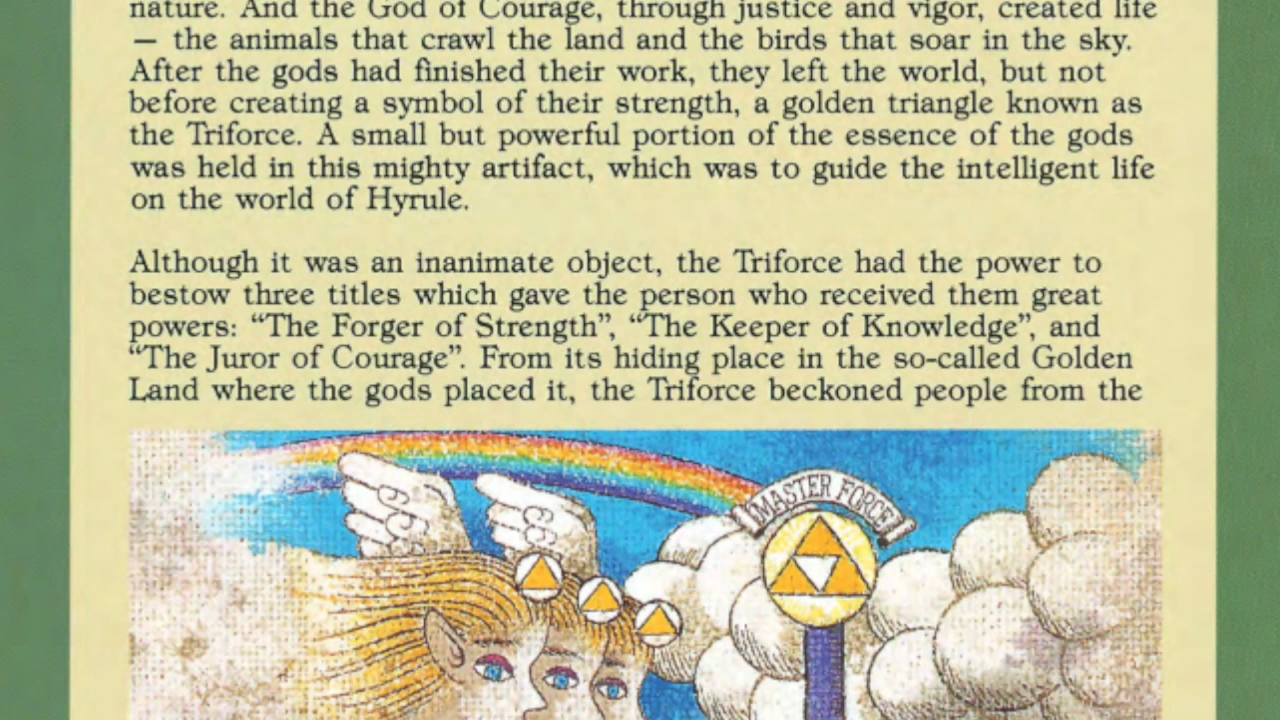 nature. And the God of Courage, through justice and vigor, created life
— the animals that crawl the land and the birds that soar in the sky.
After the gods had finished their work, they left the world, but not
before creating a symbol of their strength, a golden triangle known as
the Triforce. A small but powerful portion of the essence of the gods
was held in this mighty artifact, which was to guide the intelligent life
on the world of Hyrule.
Although it was an inanimate object, the Triforce had the power to
bestow three titles which gave the person who received them great
powers: “The Forger of Strength”, “The Keeper of Knowledge”, and
“The Juror of Courage”. From its hiding place in the so-called Golden
Land where the gods placed it, the Triforce beckoned people from the
MASTER FORCE